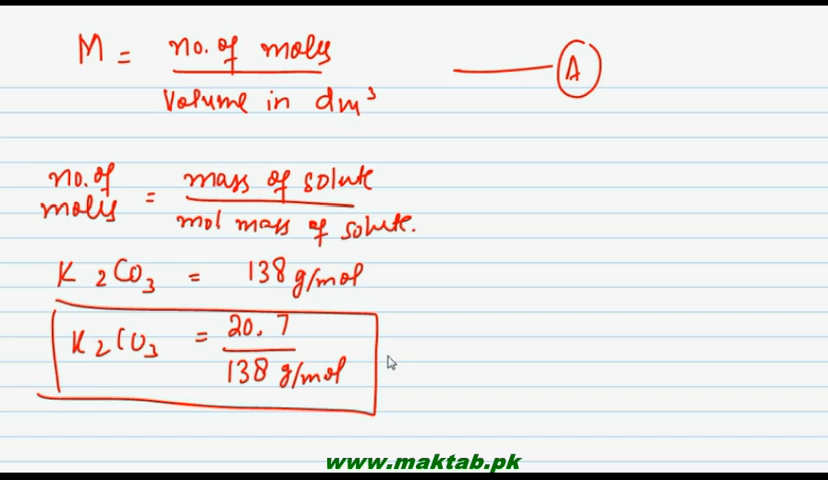 M = no. of moles
Volume in dm³
A
no. of moles = mass of solute
mol mass of solute.
K₂CO₃ = 138 g/mol
K₂CO₃ = 20.7
138 g/mol
www.maktab.pk